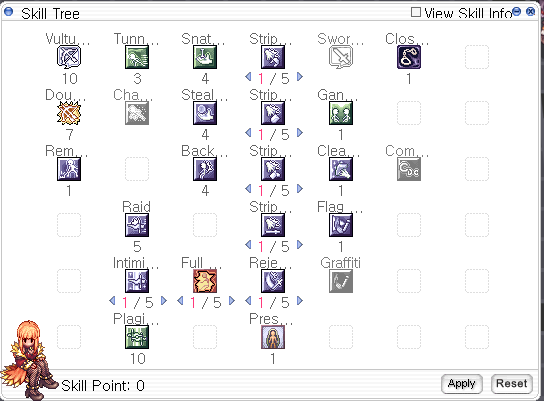 Skill Tree
View Skill Info
Vultu... Tunn... Snat... Strip... Swor... Clos...
10 3 4 1 / 5 1
Dou... Cha... Steal... Strip... Gan...
7 4 1 / 5 1
Rem... Back... Strip... Clea... Com...
1 4 1 / 5 1
Raid Strip... Flag ...
5 1 / 5 1
Intimi... Full ... Reje... Graffiti
1 / 5 1 / 5 1 / 5
Plagi... Pres...
10 1
Skill Point: 0
Apply Reset